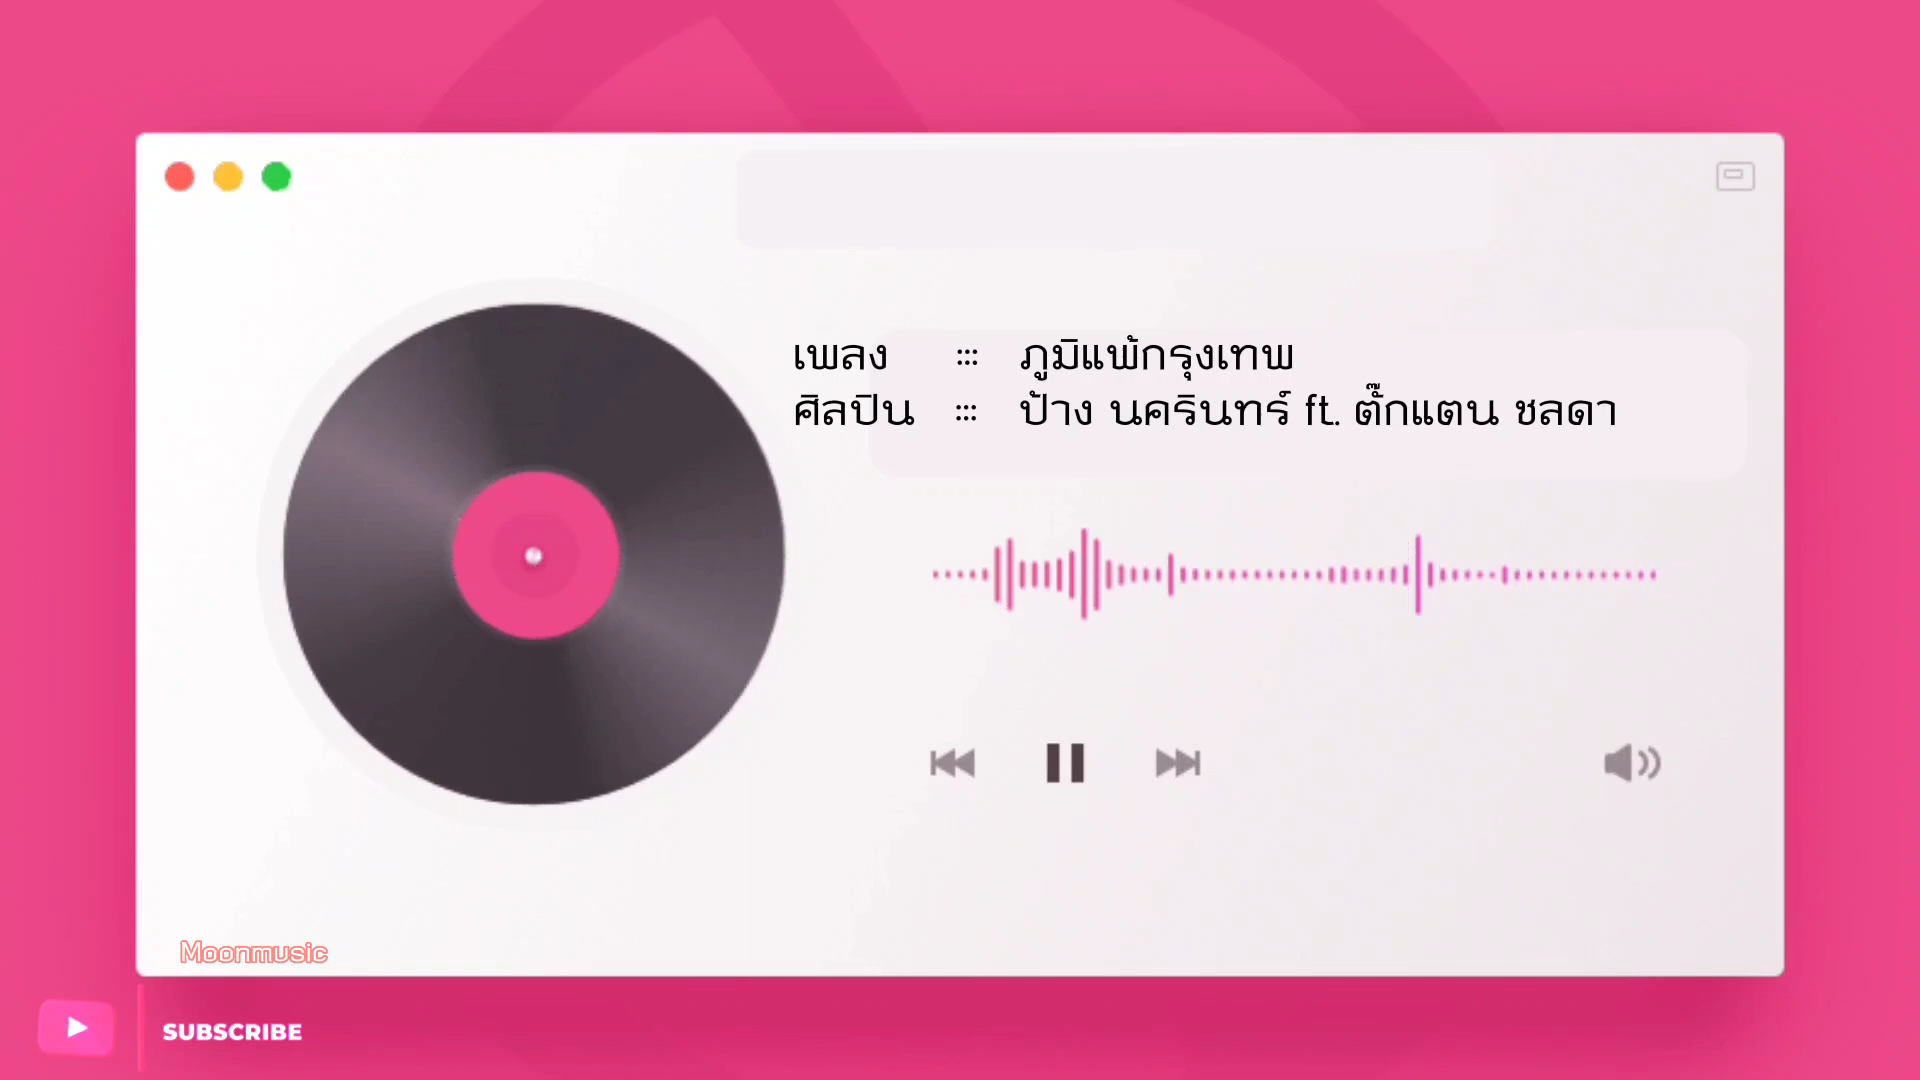 เพลง ::: ภูมิแพ้กรุงเทพ
ศิลปิน ::: ป้าง นครินทร์ ft. ตั๊กแตน ชลดา
Moonmusic
SUBSCRIBE